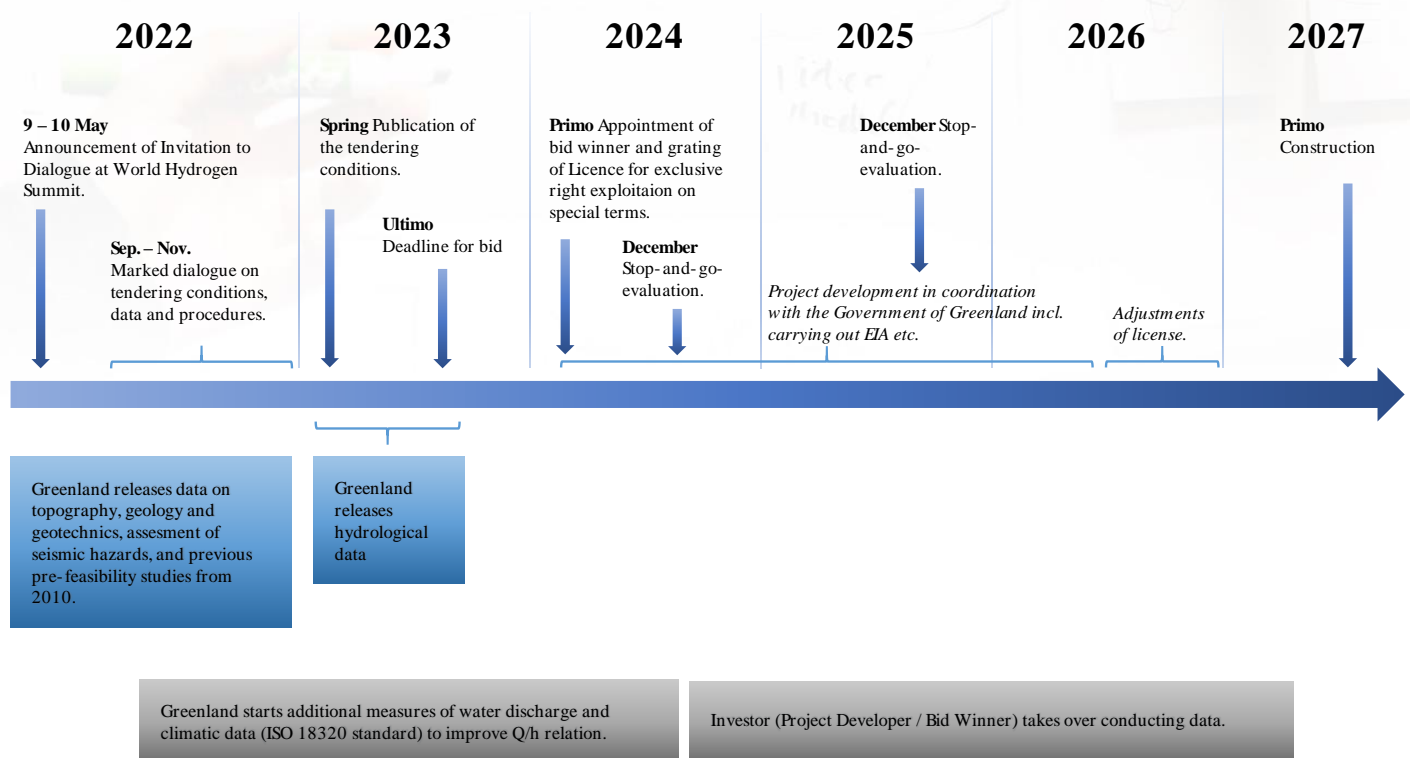 2022
2023
2024
2025
2026
2027
9 – 10 May
Announcement of Invitation to
Dialogue at World Hydrogen
Summit.
Sep. – Nov.
Marked dialogue on
tendering conditions,
data and procedures.
Spring Publication of
the tendering
conditions.
Ultimo
Deadline for bid
Primo Appointment of
bid winner and grating
of Licence for exclusive
right exploitaion on
special terms.
December
Stop- and- go-
evaluation.
December Stop-
and- go-
evaluation.
Project development in coordination
with the Government of Greenland incl.
carrying out EIA etc.
Adjustments
of license.
Primo
Construction
Greenland releases data on
topography, geology and
geotechnics, assesment of
seismic hazards, and previous
pre- feasibility studies from
2010.
Greenland
releases
hydrological
data
Greenland starts additional measures of water discharge and
climatic data (ISO 18320 standard) to improve Q/h relation.
Investor (Project Developer / Bid Winner) takes over conducting data.